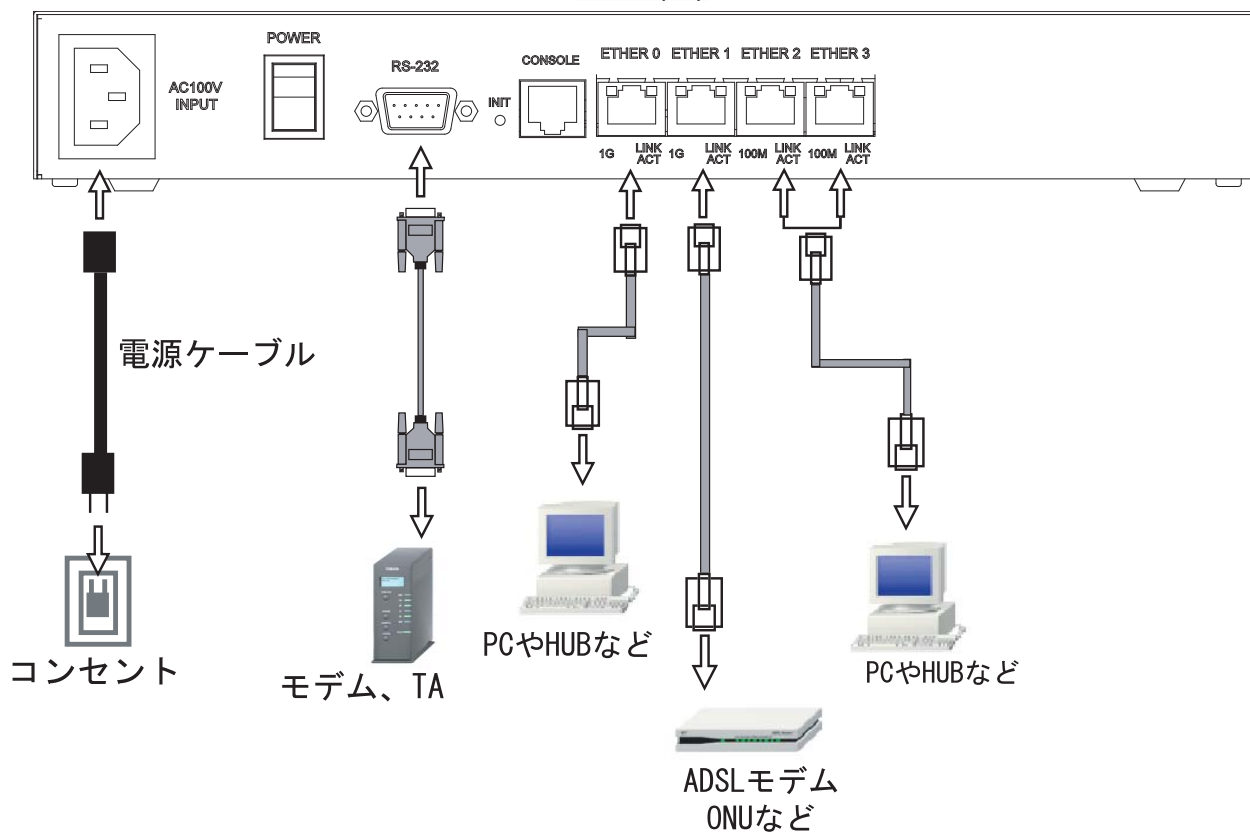 POWER
AC100V
INPUT
RS-232
INIT
CONSOLE
ETHER 0
ETHER 1
ETHER 2
ETHER 3
1G
LINK
ACT
1G
LINK
ACT
100M
LINK
ACT
100M
LINK
ACT
電源ケーブル
コンセント
モデム、TA
PCやHUBなど
ADSLモデム
ONUなど
PCやHUBなど